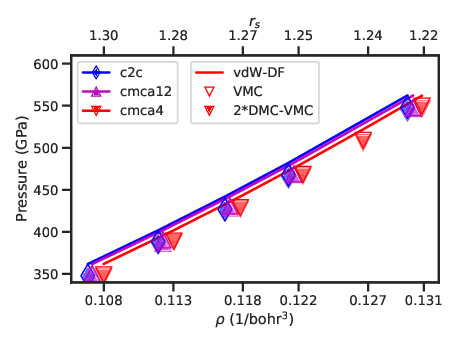 r_s
1.30 1.28 1.27 1.25 1.24 1.22
600
550
500
450
400
350
Pressure (GPa)
c2c
cmca12
cmca4
vdW-DF
VMC
2*DMC-VMC
0.108 0.113 0.118 0.122 0.127 0.131
ρ (1/bohr³)